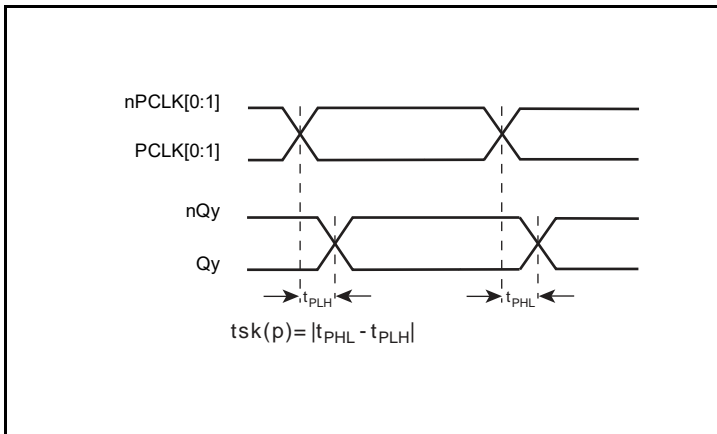 nPCLK[0:1]
PCLK[0:1]
nQy
Qy
tPLH
tPHL
tsk(p)= |tPHL - tPLH|